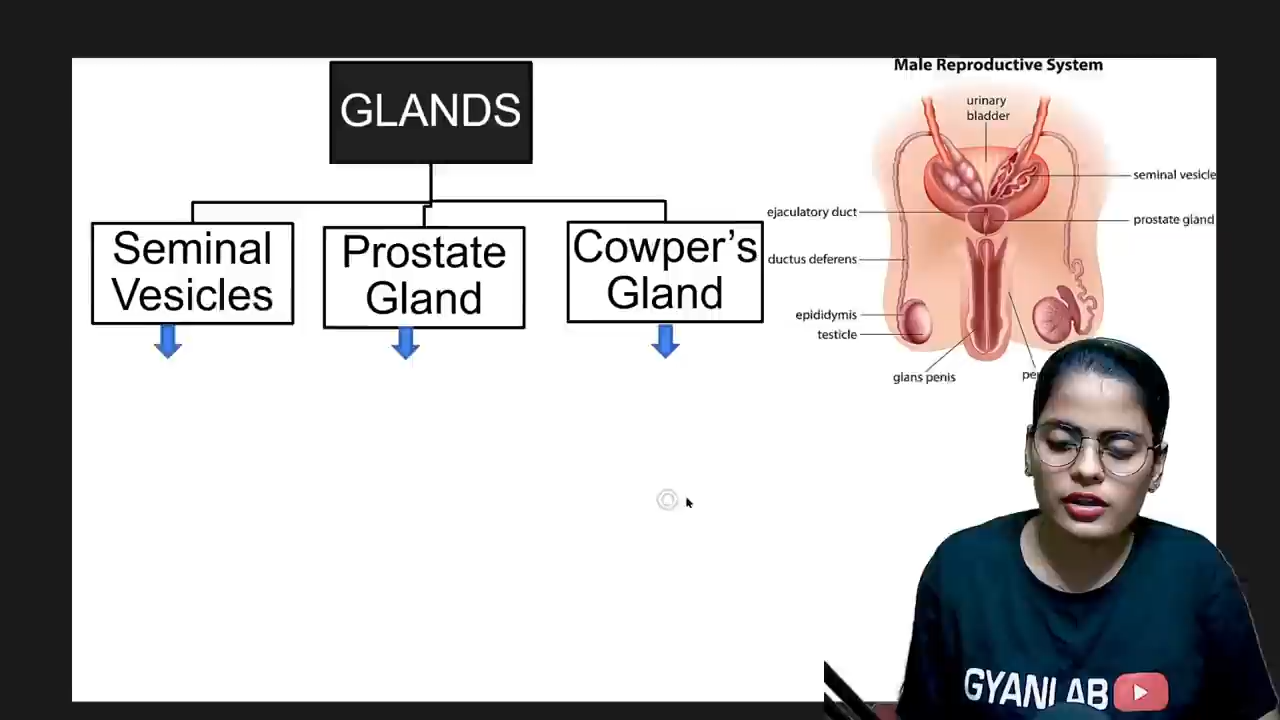 GLANDS
Seminal
Vesicles
Prostate
Gland
Cowper's
Gland
Male Reproductive System
urinary
bladder
seminal vesicle
ejaculatory duct
prostate gland
ductus deferens
epididymis
testicle
glans penis
GYANI AB